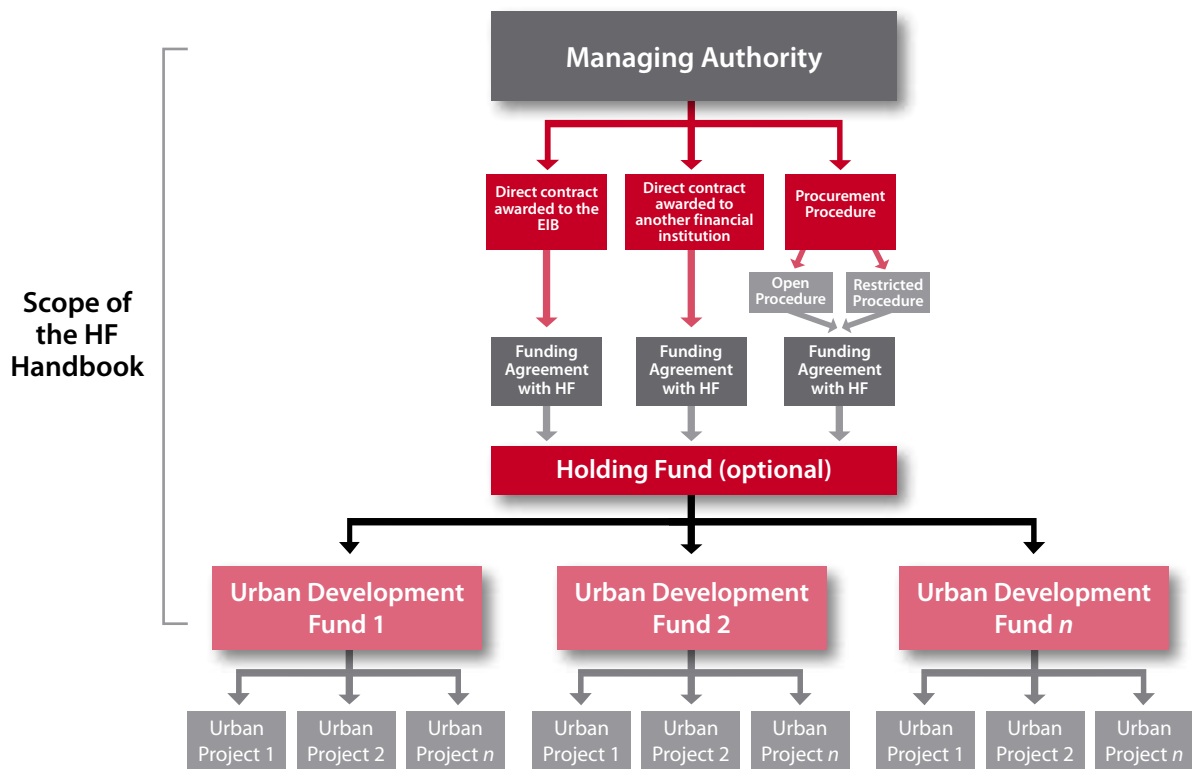 Managing Authority
Direct contract
awarded to the
EIB
Direct contract
awarded to
another financial
institution
Procurement
Procedure
Open
Procedure
Restricted
Procedure
Scope of
the HF
Handbook
Funding
Agreement
with HF
Funding
Agreement
with HF
Funding
Agreement
with HF
Holding Fund (optional)
Urban Development
Fund 1
Urban Development
Fund 2
Urban Development
Fund n
Urban
Project 1
Urban
Project 2
Urban
Project n
Urban
Project 1
Urban
Project 2
Urban
Project n
Urban
Project 1
Urban
Project 2
Urban
Project n